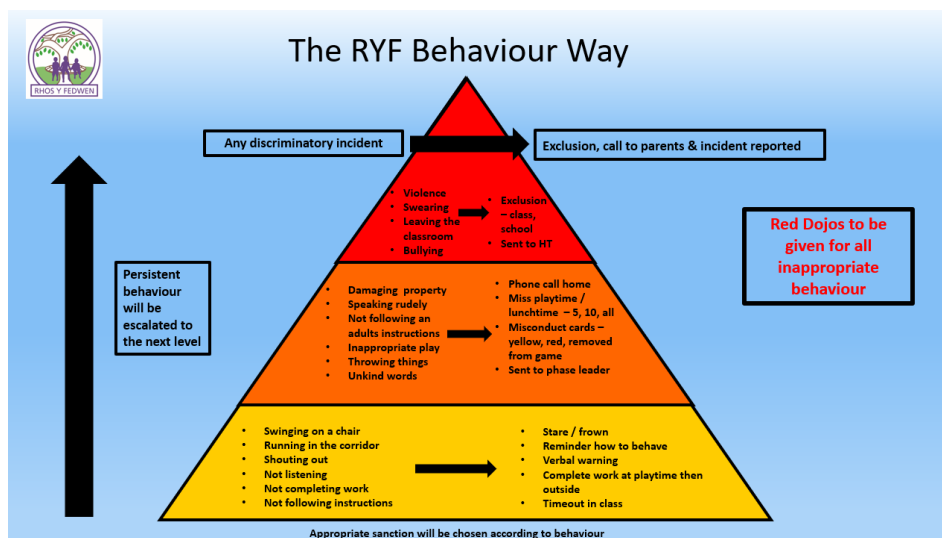 The RYF Behaviour Way
RHOS Y FEDWEN
Any discriminatory incident
Exclusion, call to parents & incident reported
• Violence
• Swearing
• Leaving the
classroom
• Bullying
• Exclusion
– class,
school
• Sent to HT
Red Dojos to be
given for all
inappropriate
behaviour
Persistent
behaviour
will be
escalated to
the next level
• Damaging property
• Speaking rudely
• Not following an
adults instructions
• Inappropriate play
• Throwing things
• Unkind words
• Phone call home
• Miss playtime /
lunchtime – 5, 10, all
• Misconduct cards –
yellow, red, removed
from game
• Sent to phase leader
• Swinging on a chair
• Running in the corridor
• Shouting out
• Not listening
• Not completing work
• Not following instructions
• Stare / frown
• Reminder how to behave
• Verbal warning
• Complete work at playtime then
outside
• Timeout in class
Appropriate sanction will be chosen according to behaviour